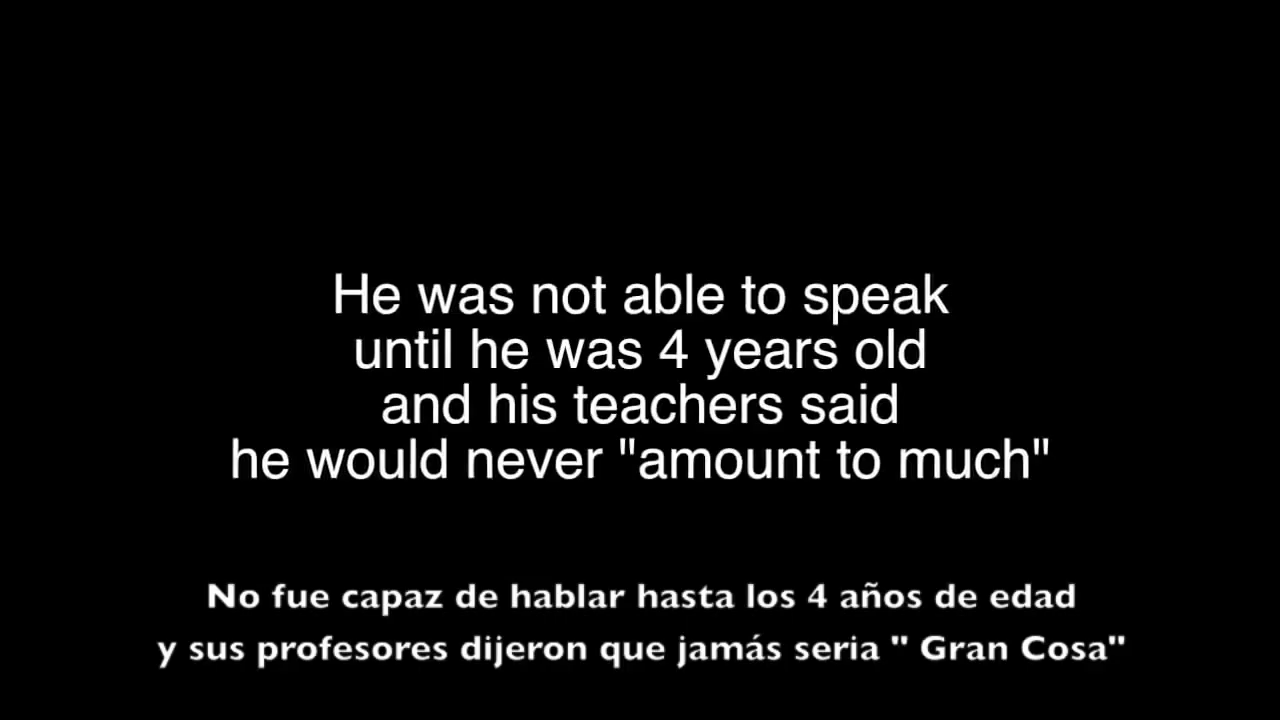 He was not able to speak
until he was 4 years old
and his teachers said
he would never "amount to much"
No fue capaz de hablar hasta los 4 años de edad
y sus profesores dijeron que jamás seria " Gran Cosa"